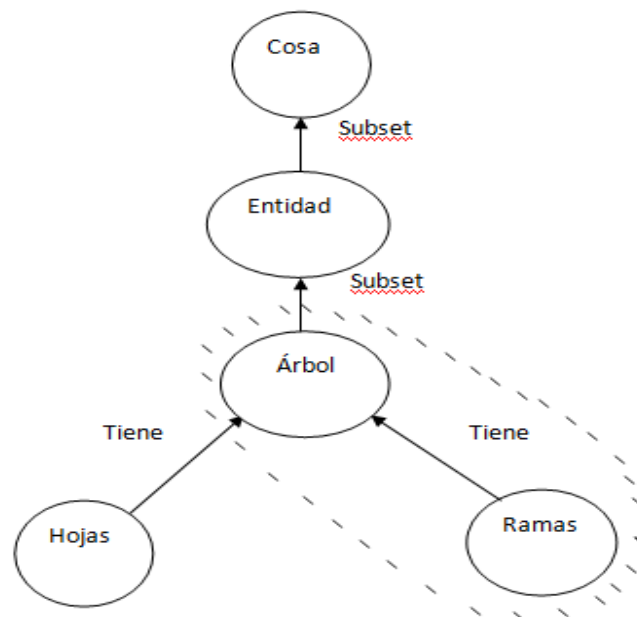 Cosa
Subset
Entidad
Subset
Árbol
Tiene
Tiene
Hojas
Ramas